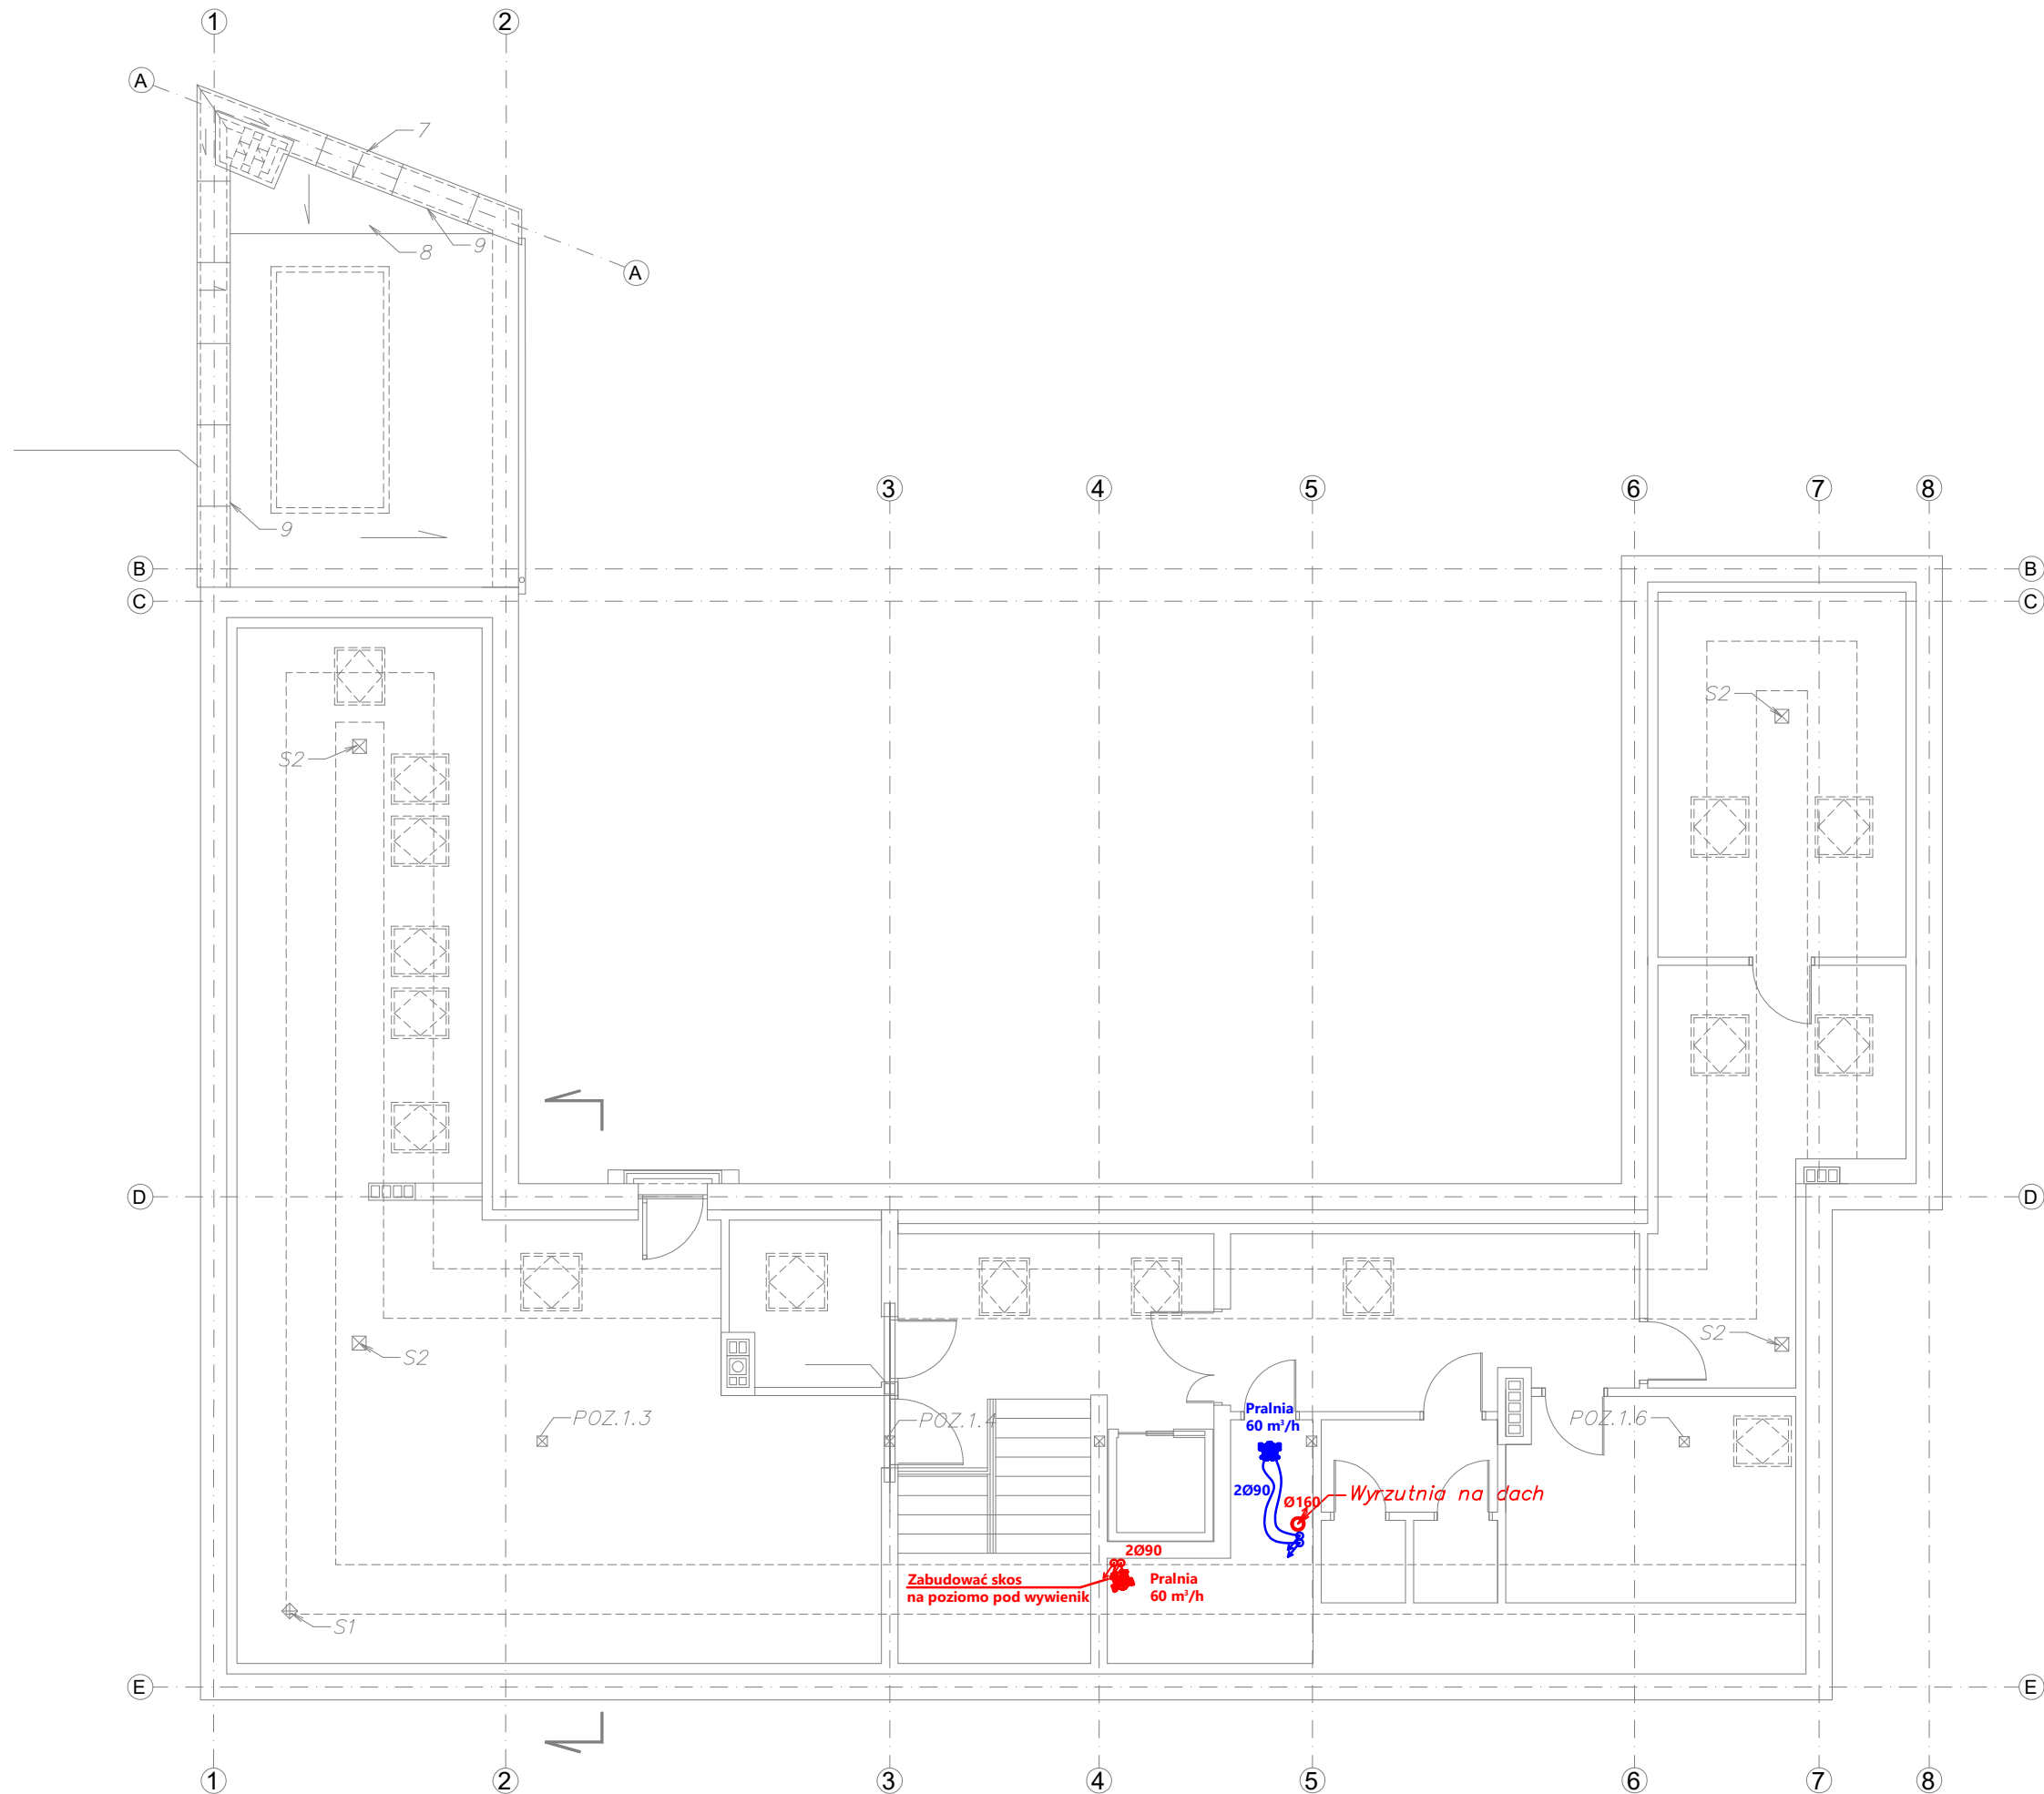 1
2
A
7
8
9
A
9
3
4
5
6
7
8
B
B
C
C
S2
S2
D
D
S2
S2
POZ.1.3
POZ.1.4
POZ.1.6
Pralnia
60 m³/h
2Ø90
Ø160
Wyrzutnia na dach
2Ø90
Zabudować skos
na poziomo pod wywienik
Pralnia
60 m³/h
S1
E
E
1
2
3
4
5
6
7
8